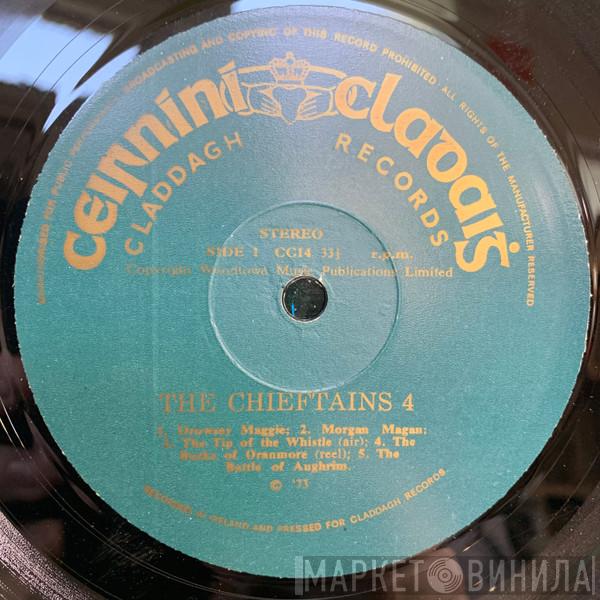 UNAUTHORISED FOR PUBLIC PERFORMANCE BROADCASTING AND COPYING OF THIS RECORD PROHIBITED. ALL RIGHTS OF THE MANUFACTURER RESERVED
ceirníní cladaiġ
CLADDAGH RECORDS
STEREO
SIDE 1 CC14 33⅓ r.p.m.
Copyright Woodtown Music Publications Limited
THE CHIEFTAINS 4
1. Drowsey Maggie; 2. Morgan Magan;
3. The Tip of the Whistle (air); 4. The
Bucks of Oranmore (reel); 5. The
Battle of Aughrim.
© '73
RECORDED IN IRELAND AND PRESSED FOR CLADDAGH RECORDS
МАРКЕТ ВИНИЛА